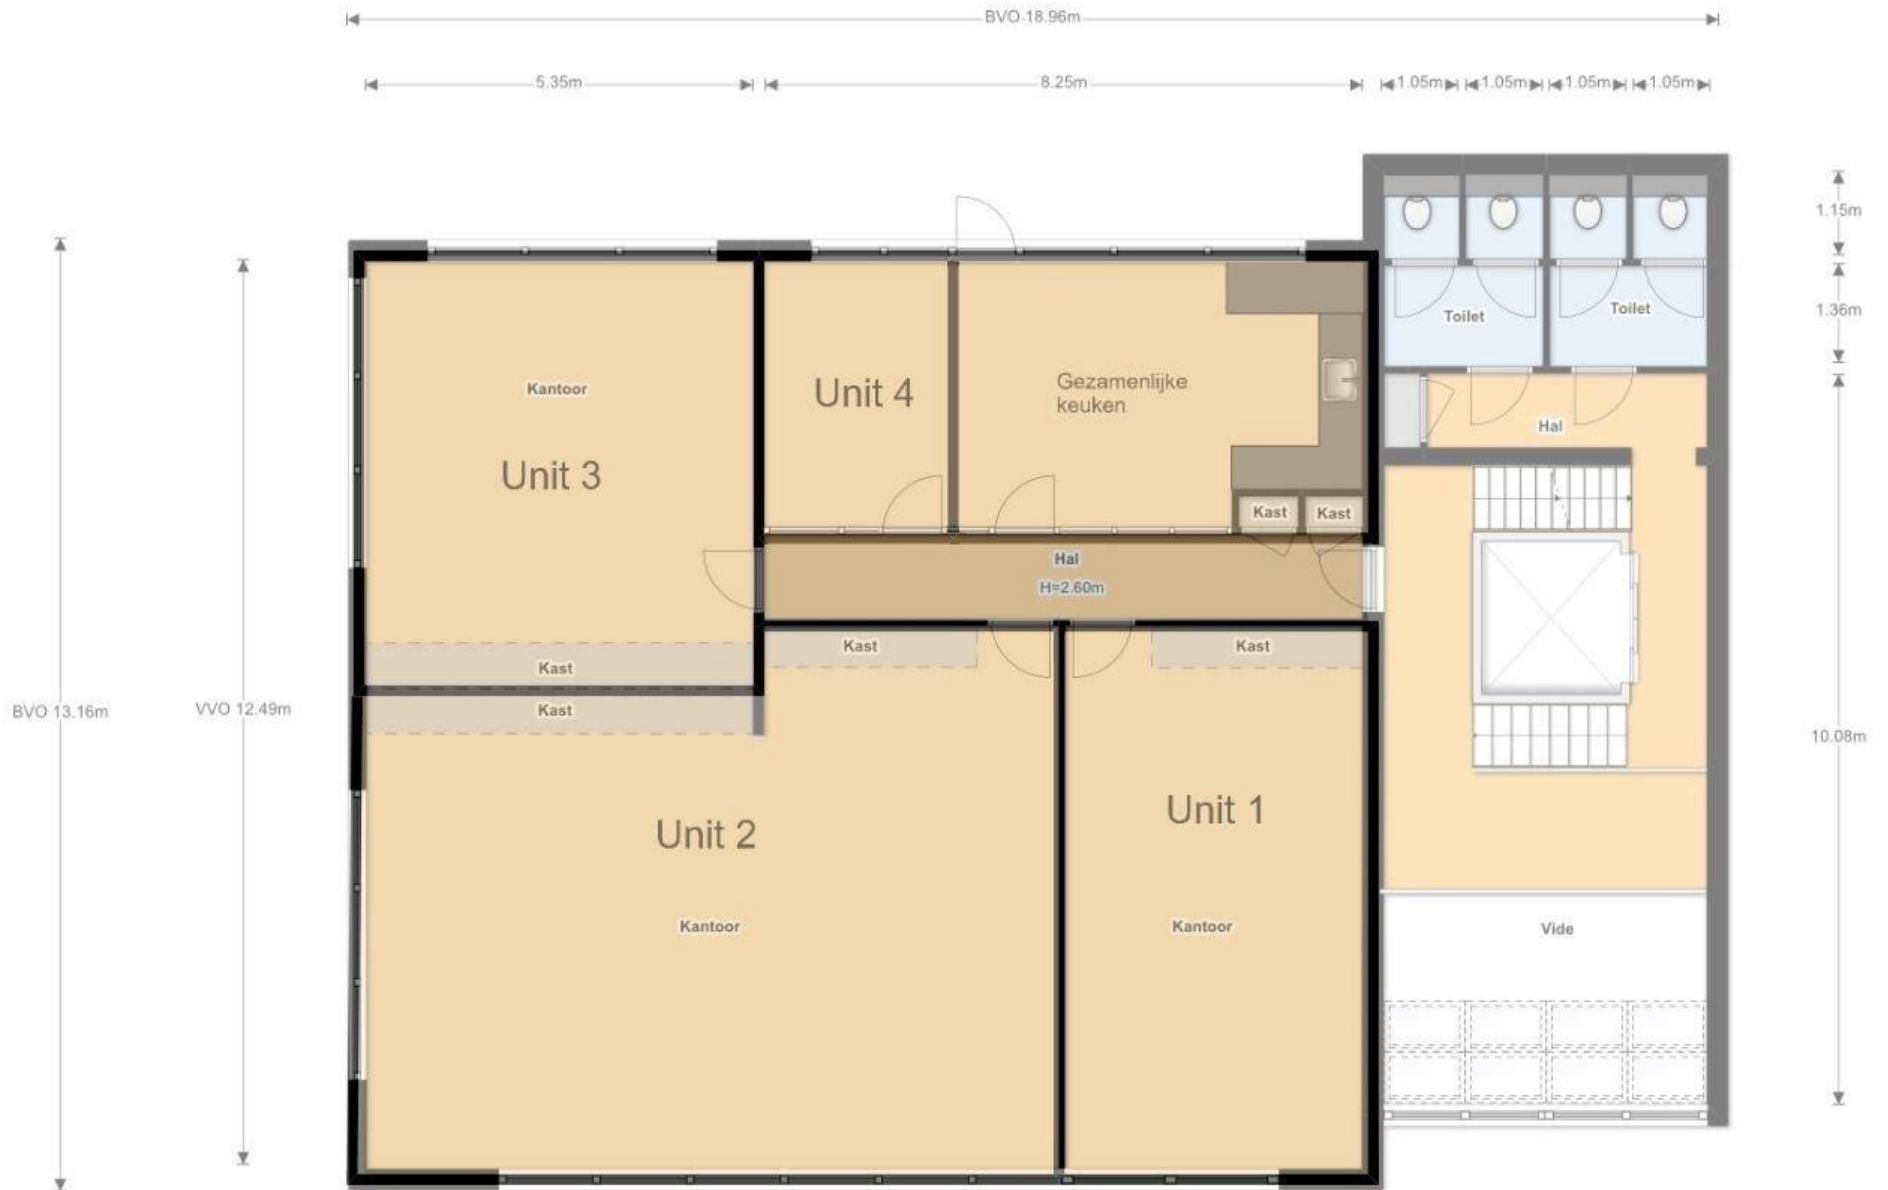 BVO 18.96m
5.35m
8.25m
1.05m
1.05m
1.05m
1.05m
1.15m
1.36m
Toilet
Toilet
Kantoor
Unit 4
Gezamenlijke
keuken
Hal
Unit 3
Kast
Kast
Hal
H=2.60m
Kast
Kast
Kast
Kast
BVO 13.16m
VVO 12.49m
10.08m
Unit 2
Unit 1
Kantoor
Kantoor
Vide